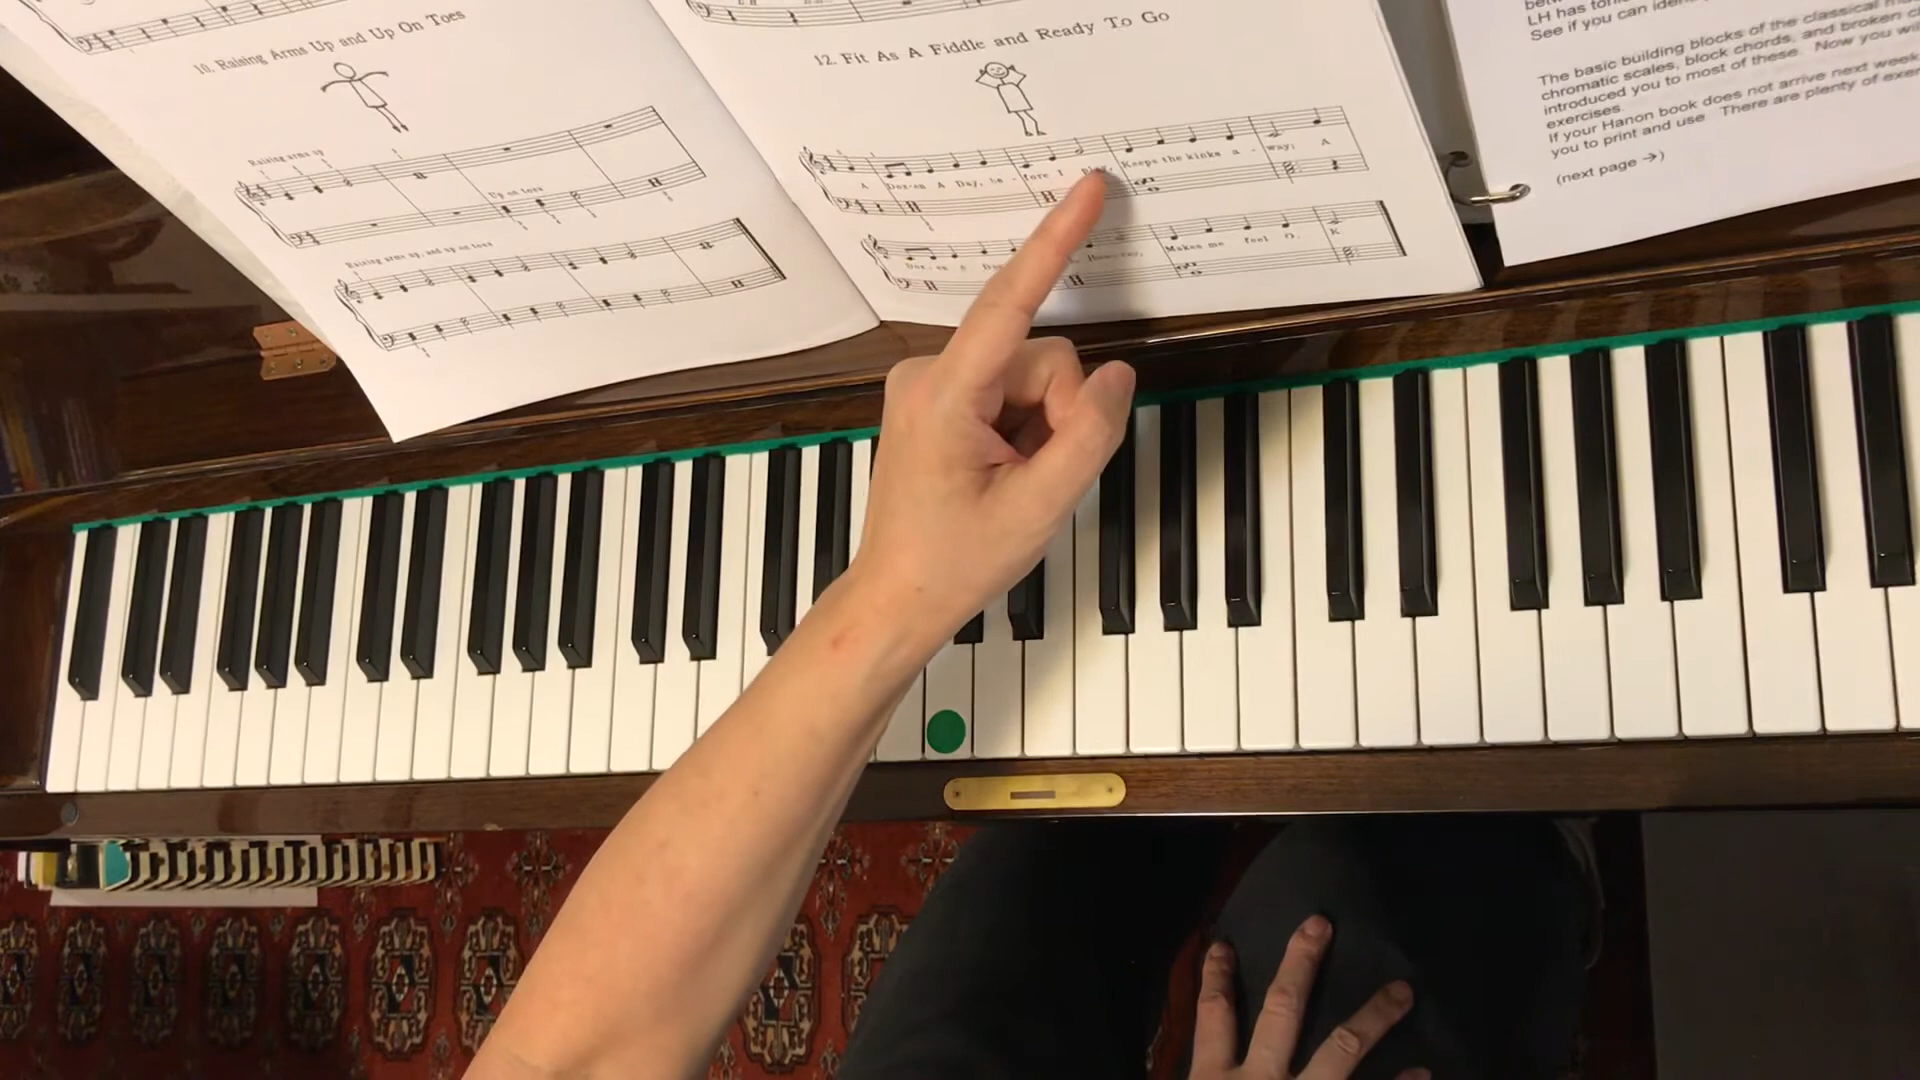 10. Raising Arms Up and Up On Toes
Raising arms up
Up on toes
Raising arms up, and up on toes
12. Fit As A Fiddle and Ready To Go
A Doz-en A Day, be - fore I play, Keeps the kinks a - way; A
Doz-en A Hoo-ray, Makes me feel O. K.
LH has
See if you can
The basic building blocks of the classical
chromatic scales, block chords, and broken
introduced you to most of these. Now you
exercises.
If your Hanon book does not arrive next week,
you to print and use. There are plenty of
(next page →)